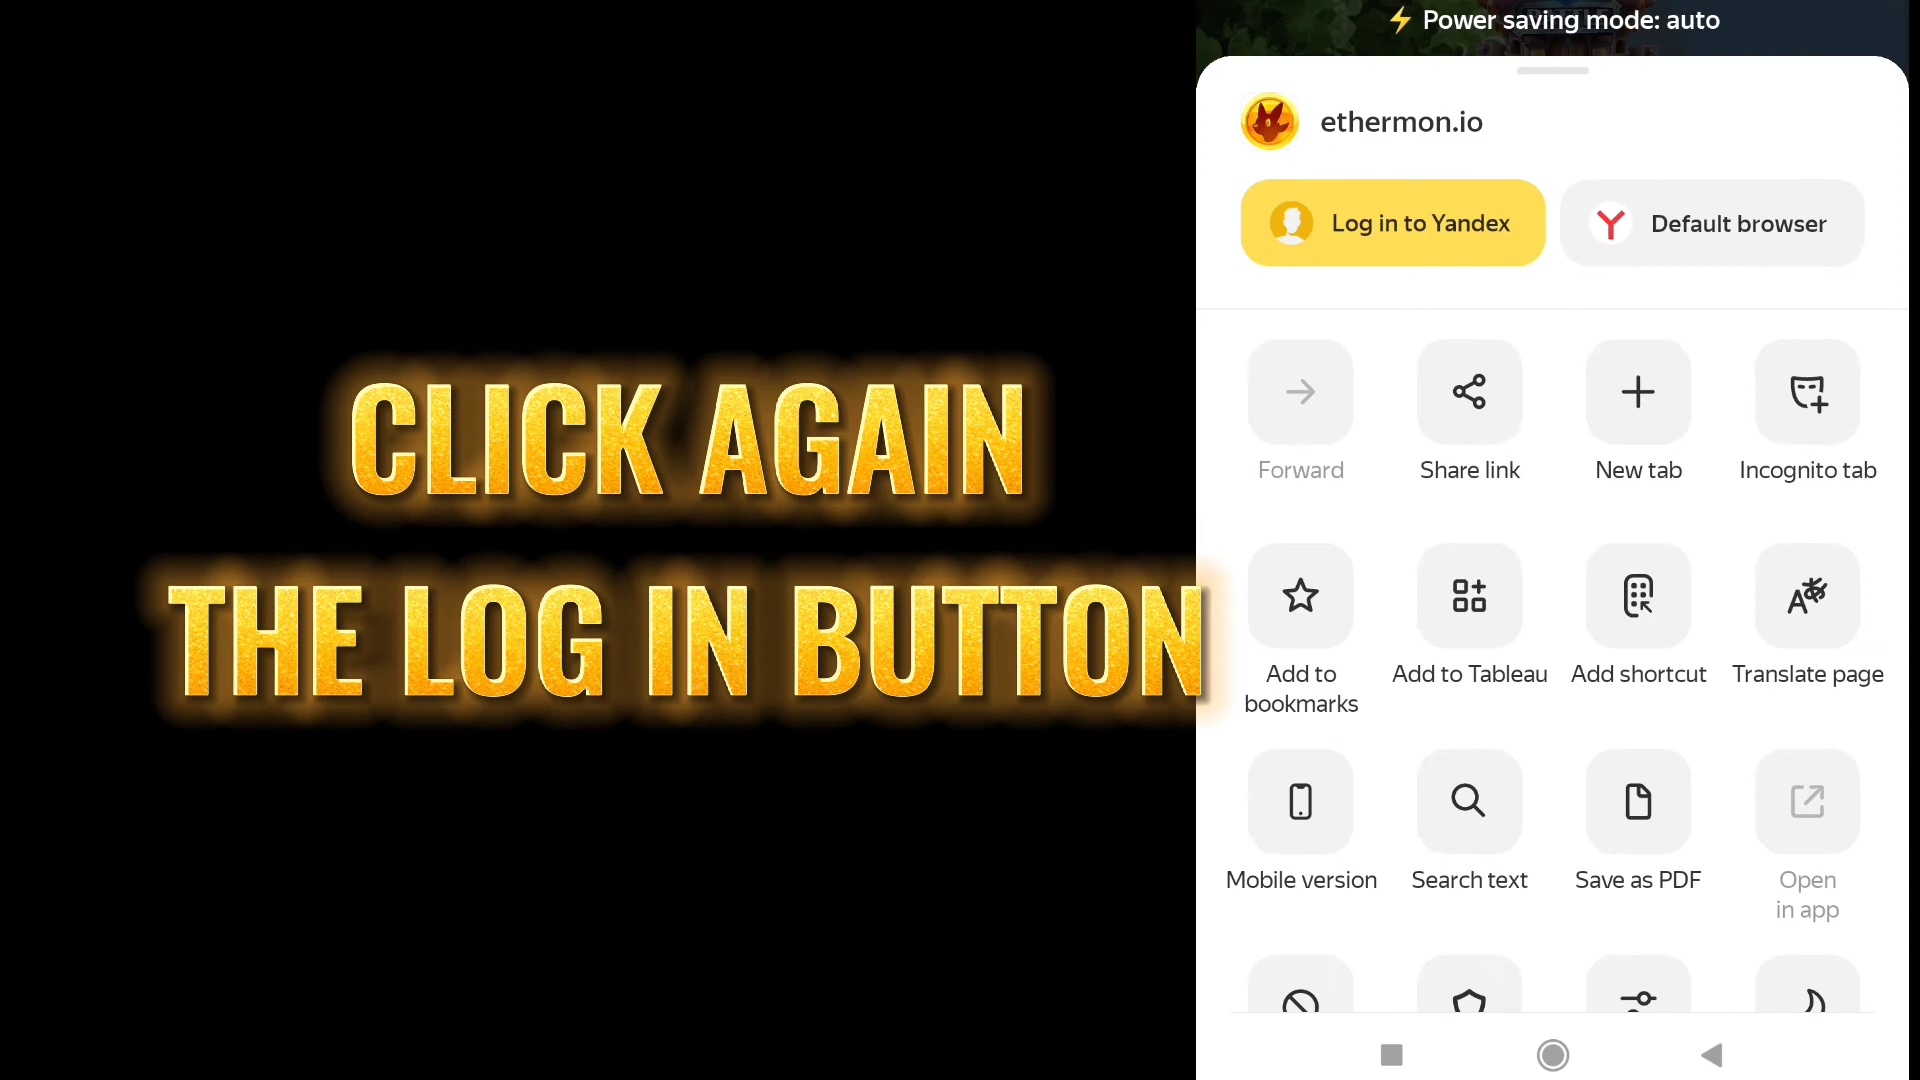 CLICK AGAIN
THE LOG IN BUTTON
⚡ Power saving mode: auto
ethermon.io
Log in to Yandex
Default browser
Forward
Share link
New tab
Incognito tab
Add to
bookmarks
Add to Tableau
Add shortcut
Translate page
Mobile version
Search text
Save as PDF
Open
in app